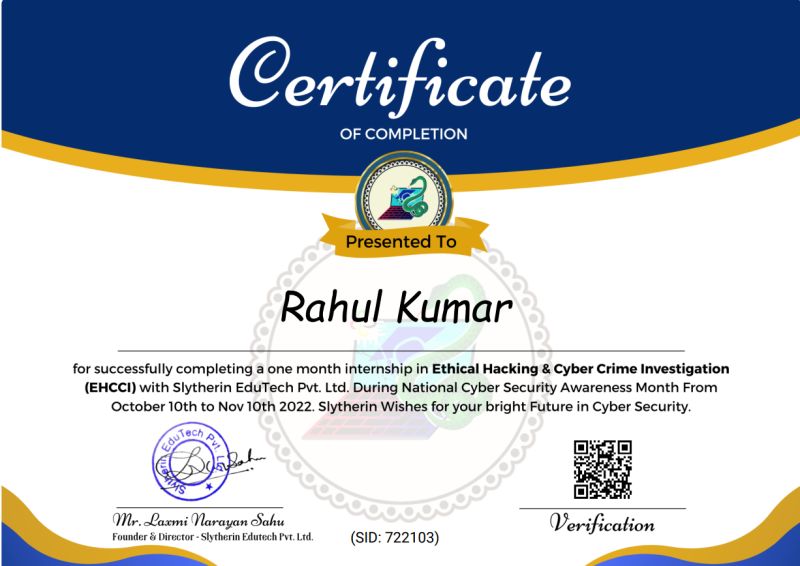 Certificate
OF COMPLETION
Presented To
Rahul Kumar
for successfully completing a one month internship in Ethical Hacking & Cyber Crime Investigation
(EHCCI) with Slytherin EduTech Pvt. Ltd. During National Cyber Security Awareness Month From
October 10th to Nov 10th 2022. Slytherin Wishes for your bright Future in Cyber Security.
Slytherin EduTech Pvt. Ltd.
Mr. Laxmi Narayan Sahu
Founder & Director - Slytherin Edutech Pvt. Ltd.
(SID: 722103)
Verification